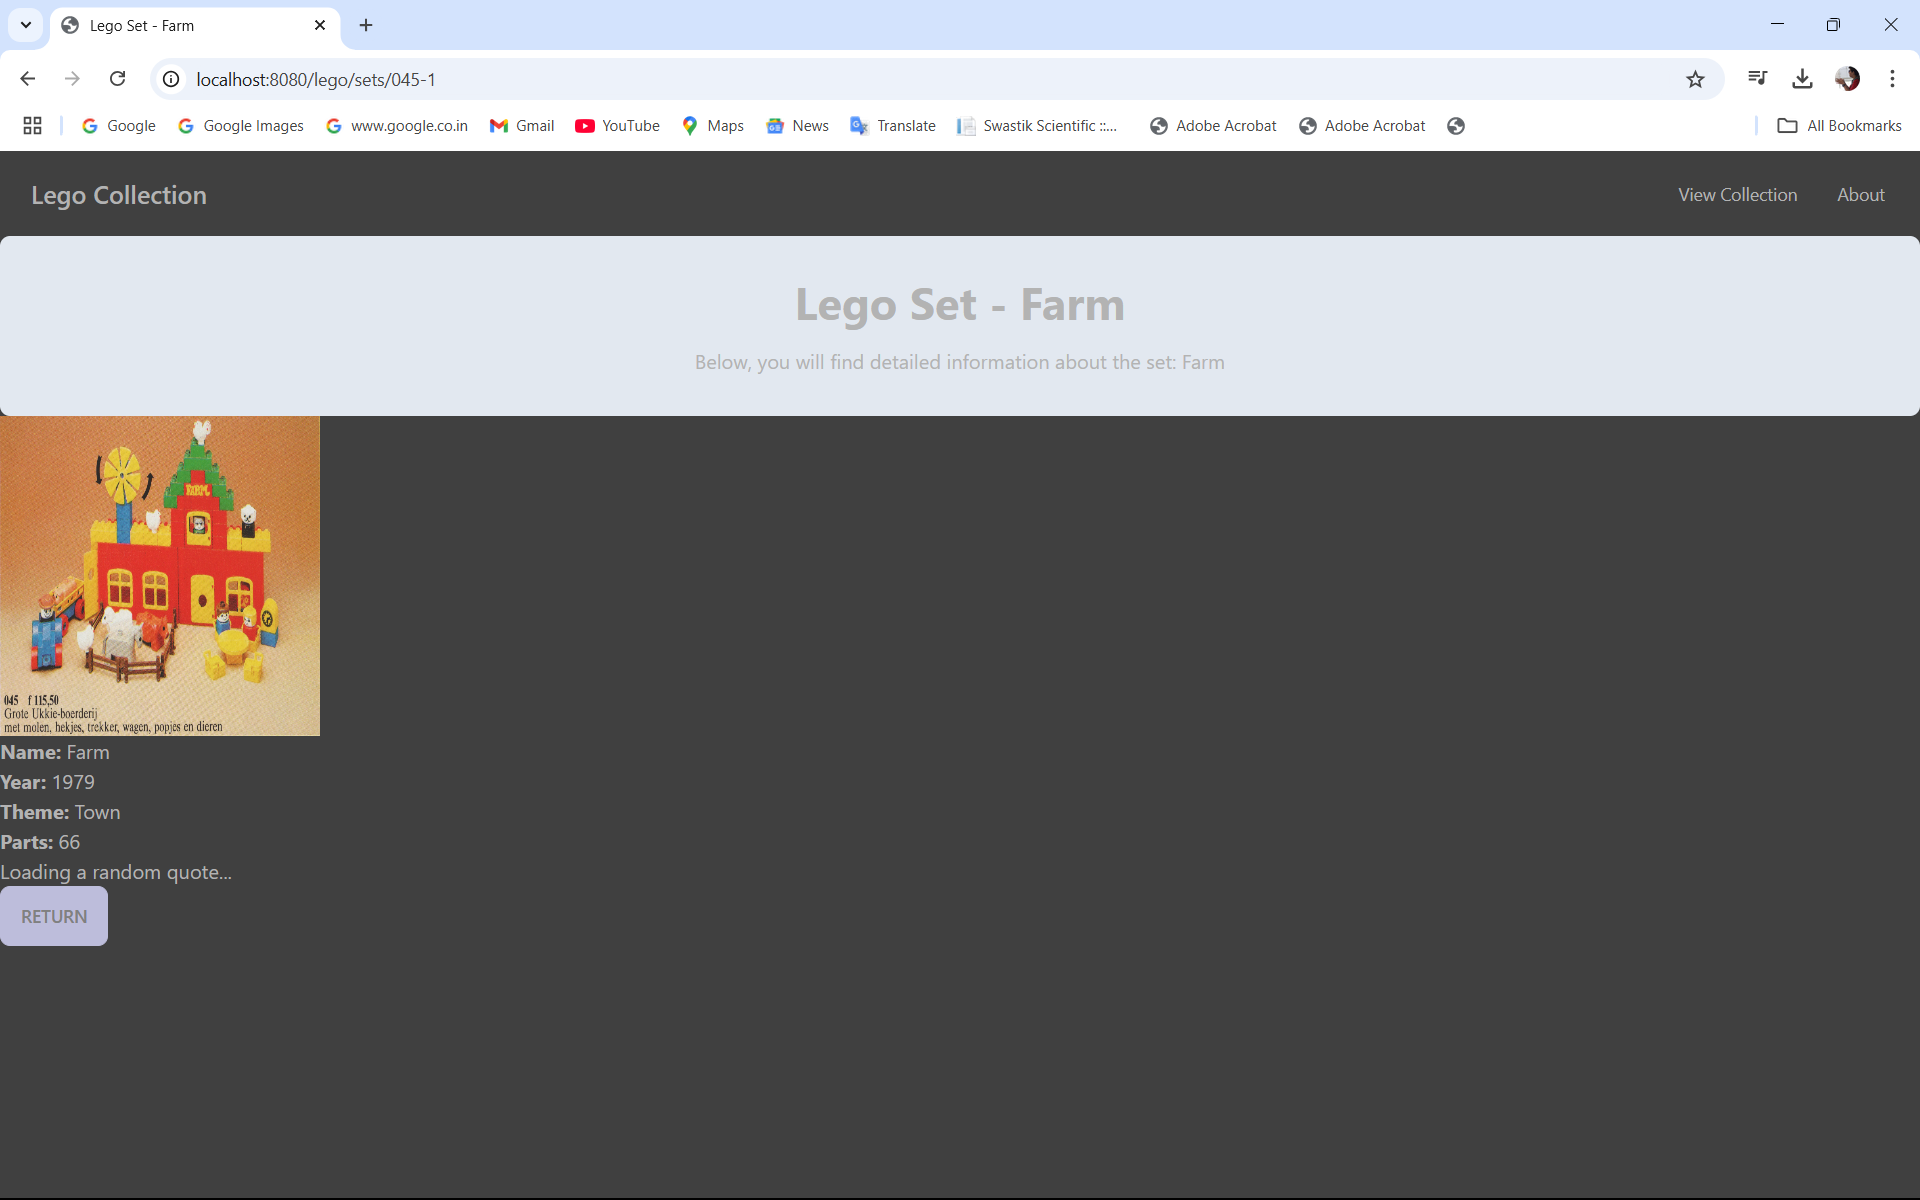 Lego Set - Farm
localhost:8080/lego/sets/045-1
Google
Google Images
www.google.co.in
Gmail
YouTube
Maps
News
Translate
Swastik Scientific ::...
Adobe Acrobat
Adobe Acrobat
All Bookmarks
Lego Collection
View Collection
About
Lego Set - Farm
Below, you will find detailed information about the set: Farm
FARM
045 f 115,50
Grote Ukkie-boerderij
met molen, hekjes, trekker, wagen, popjes en dieren
Name: Farm
Year: 1979
Theme: Town
Parts: 66
Loading a random quote...
RETURN